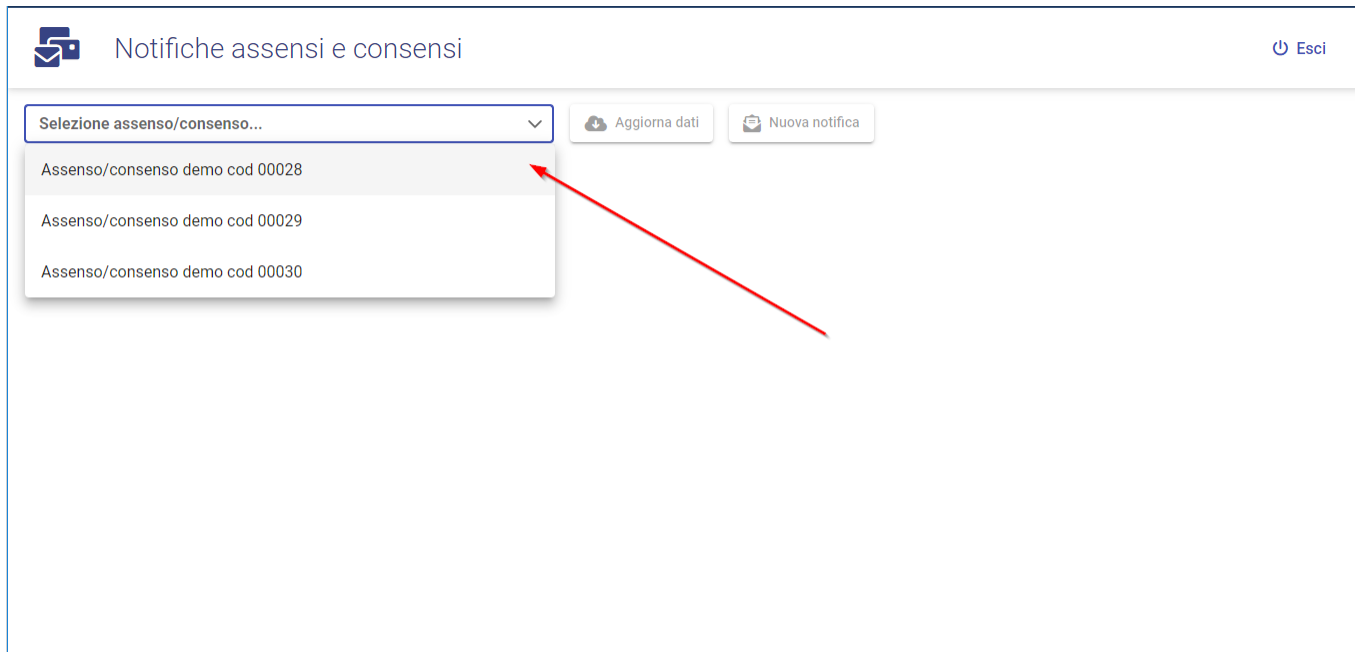 Notifiche assensi e consensi
Esci
Selezione assenso/consenso...
Aggiorna dati
Nuova notifica
Assenso/consenso demo cod 00028
Assenso/consenso demo cod 00029
Assenso/consenso demo cod 00030